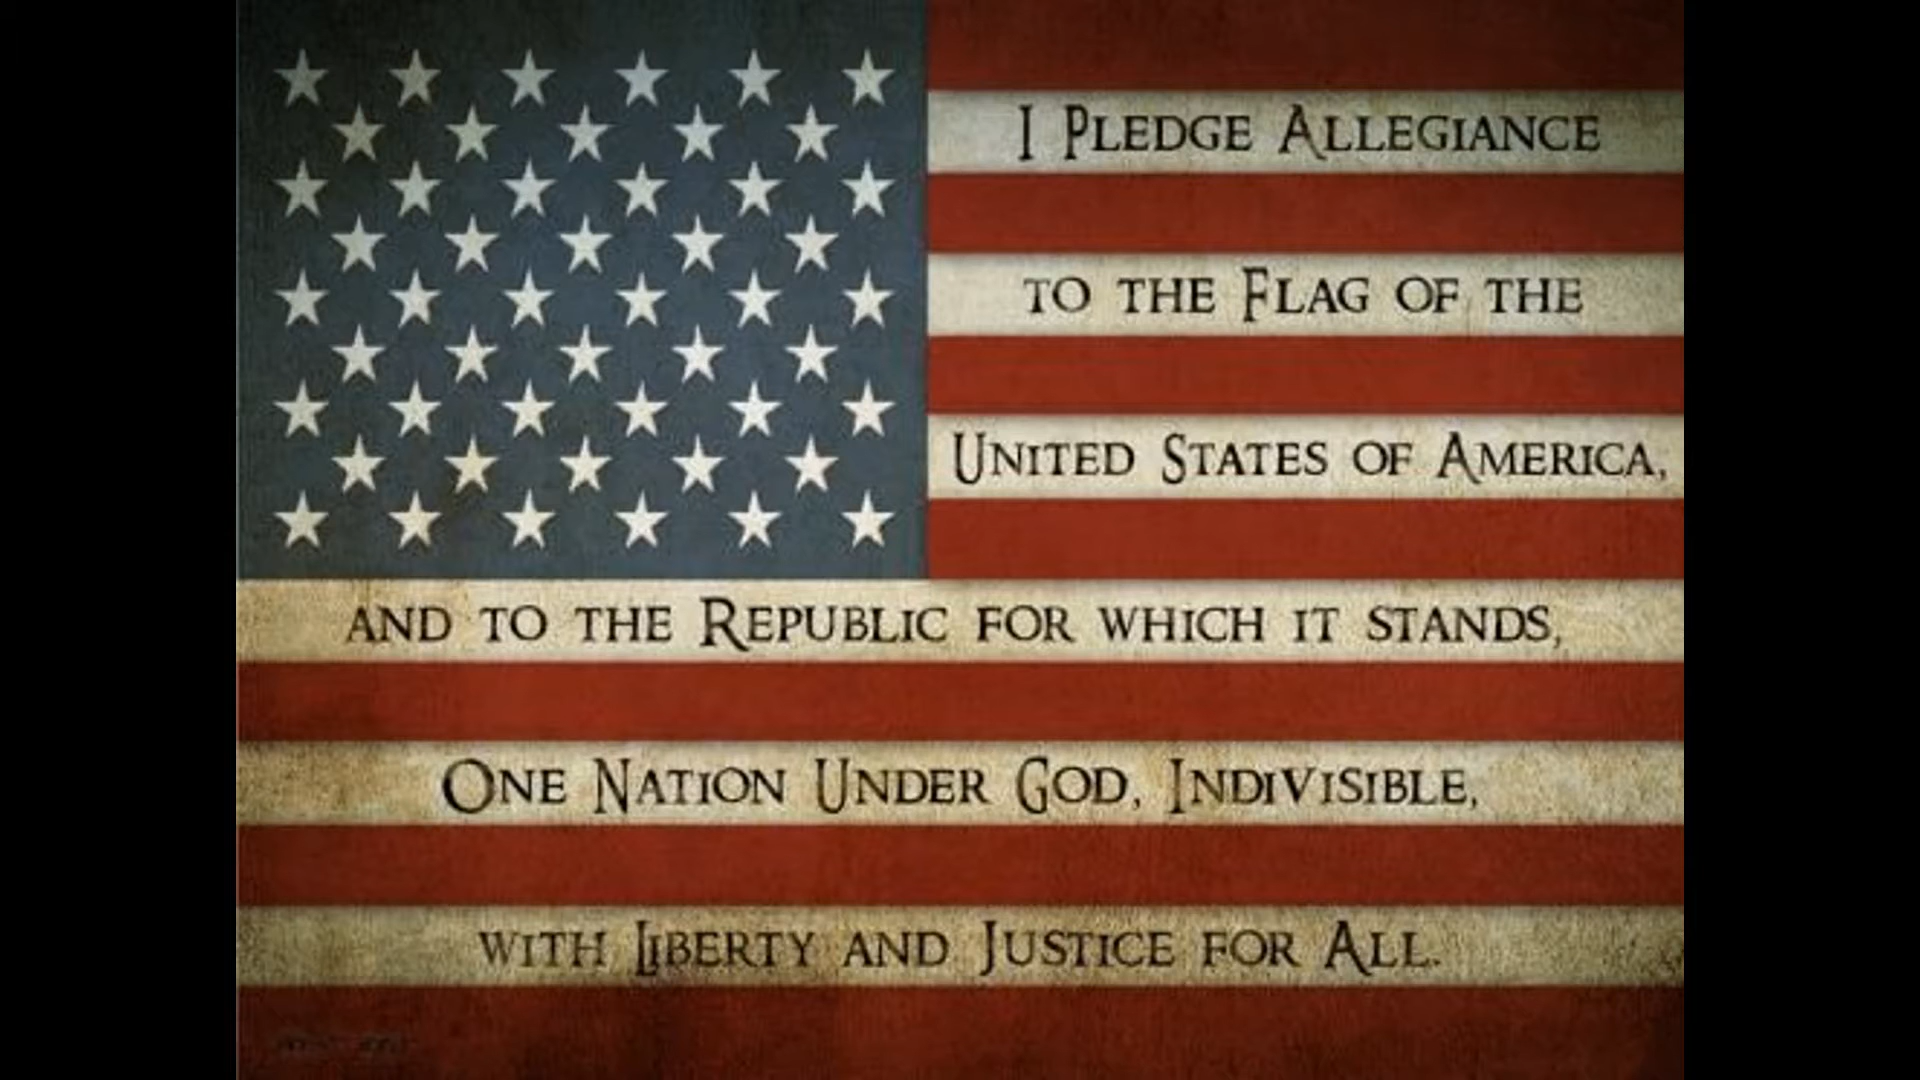 I Pledge Allegiance
to the Flag of the
United States of America,
and to the Republic for which it stands,
One Nation Under God, Indivisible,
with Liberty and Justice for All.